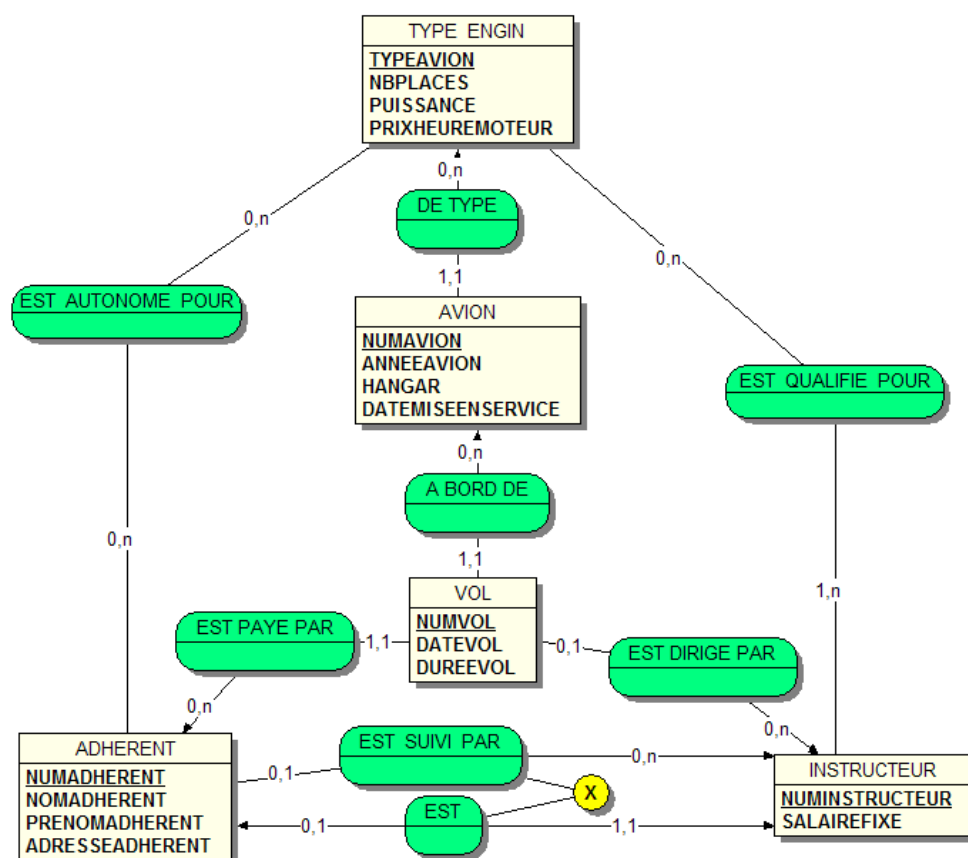 TYPE ENGIN
TYPEAVION
NBPLACES
PUISSANCE
PRIXHEUREMOTEUR
0,n
0,n
0,n
DE TYPE
1,1
EST AUTONOME POUR
AVION
NUMAVION
ANNEEAVION
HANGAR
DATEMISEENSERVICE
EST QUALIFIE POUR
0,n
A BORD DE
0,n
1,1
1,n
VOL
NUMVOL
DATEVOL
DUREEVOL
EST PAYE PAR
1,1
0,1
EST DIRIGE PAR
0,n
0,n
ADHERENT
NUMADHERENT
NOMADHERENT
PRENOMADHERENT
ADRESSEADHERENT
EST SUIVI PAR
0,1
0,n
X
EST
0,1
1,1
INSTRUCTEUR
NUMINSTRUCTEUR
SALAIREFIXE